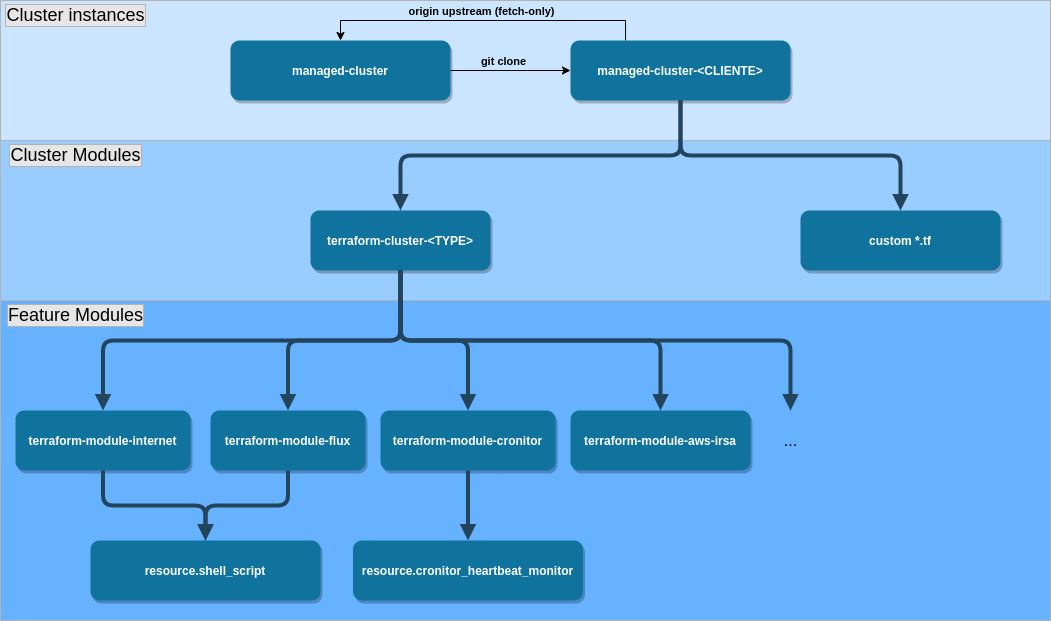 Cluster instances
origin upstream (fetch-only)
managed-cluster
git clone
managed-cluster-<CLIENTE>
Cluster Modules
terraform-cluster-<TYPE>
custom *.tf
Feature Modules
terraform-module-internet
terraform-module-flux
terraform-module-cronitor
terraform-module-aws-irsa
...
resource.shell_script
resource.cronitor_heartbeat_monitor